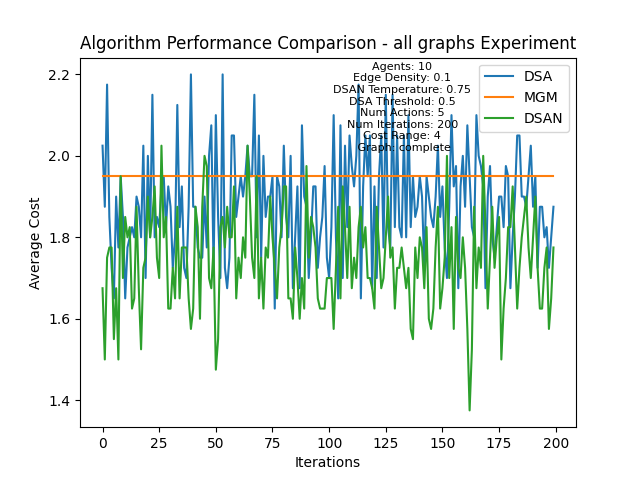 Algorithm Performance Comparison - all graphs Experiment
Agents: 10
Edge Density: 0.1
DSAN Temperature: 0.75
DSA Threshold: 0.5
Num Actions: 5
Num Iterations: 200
Cost Range: 4
Graph: complete
DSA
MGM
DSAN
2.2
2.0
1.8
1.6
1.4
Average Cost
0 25 50 75 100 125 150 175 200
Iterations